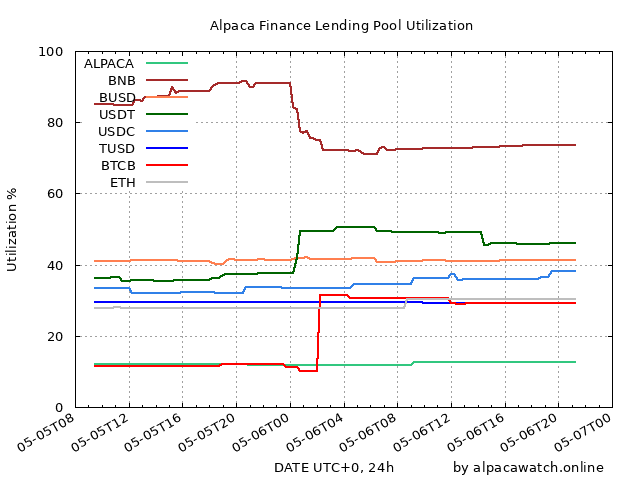 Alpaca Finance Lending Pool Utilization
100
80
60
40
20
0
Utilization %
ALPACA
BNB
BUSD
USDT
USDC
TUSD
BTCB
ETH
05-05T08
05-05T12
05-05T16
05-05T20
05-06T00
05-06T04
05-06T08
05-06T12
05-06T16
05-06T20
05-07T00
DATE UTC+0, 24h
by alpacawatch.online